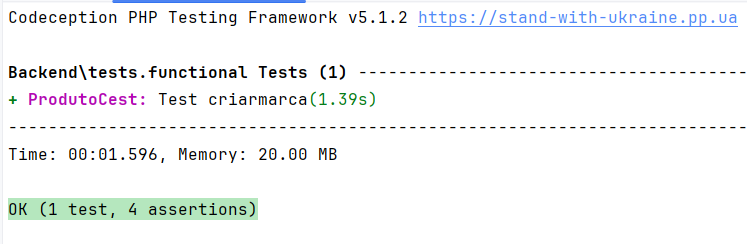 Codeception PHP Testing Framework v5.1.2 https://stand-with-ukraine.pp.ua
Backend\tests.functional Tests (1) ---------------------------------------
+ ProdutoCest: Test criarmarca(1.39s)
--------------------------------------------------------------------------
Time: 00:01.596, Memory: 20.00 MB
OK (1 test, 4 assertions)